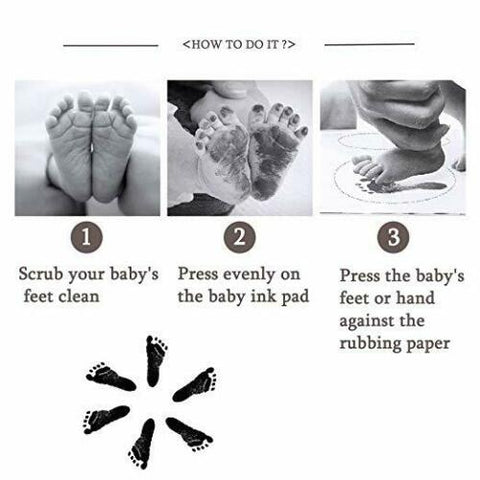 <HOW TO DO IT ?>
1
2
3
Scrub your baby's
feet clean
Press evenly on
the baby ink pad
Press the baby's
feet or hand
against the
rubbing paper